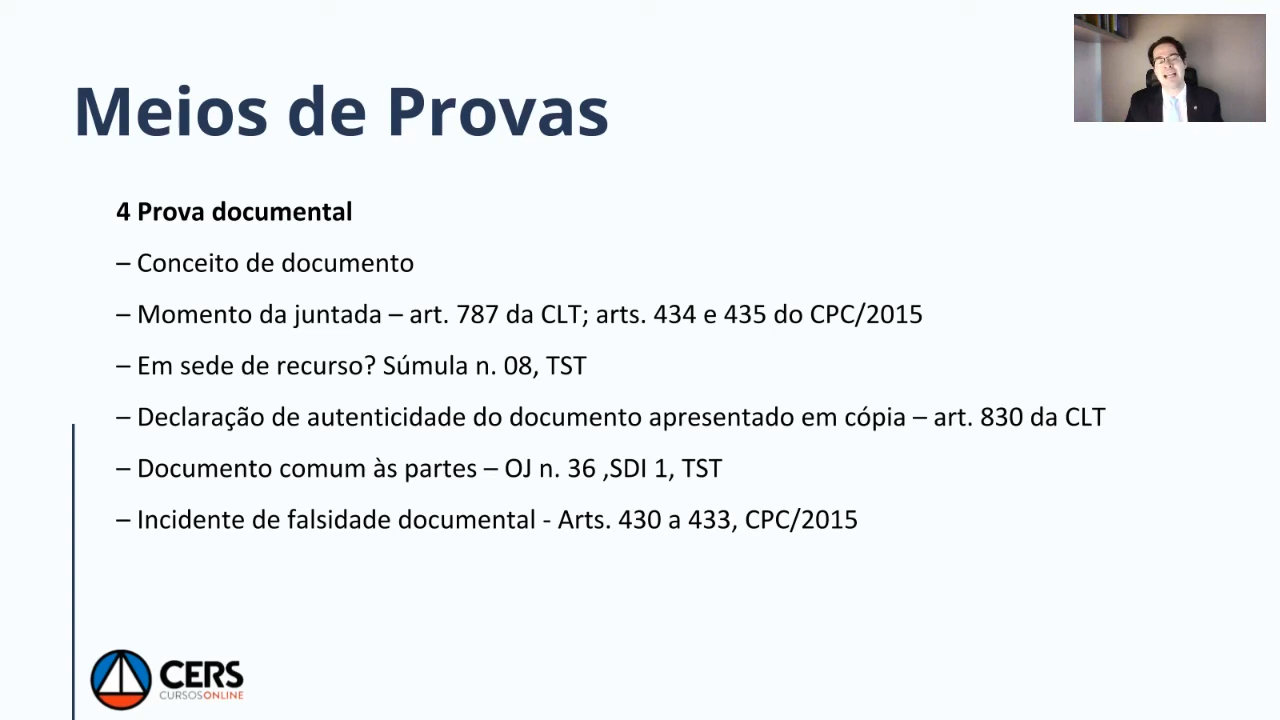 Meios de Provas
4 Prova documental
– Conceito de documento
– Momento da juntada – art. 787 da CLT; arts. 434 e 435 do CPC/2015
– Em sede de recurso? Súmula n. 08, TST
– Declaração de autenticidade do documento apresentado em cópia – art. 830 da CLT
– Documento comum às partes – OJ n. 36 ,SDI 1, TST
– Incidente de falsidade documental - Arts. 430 a 433, CPC/2015
CERS
CURSOSONLINE